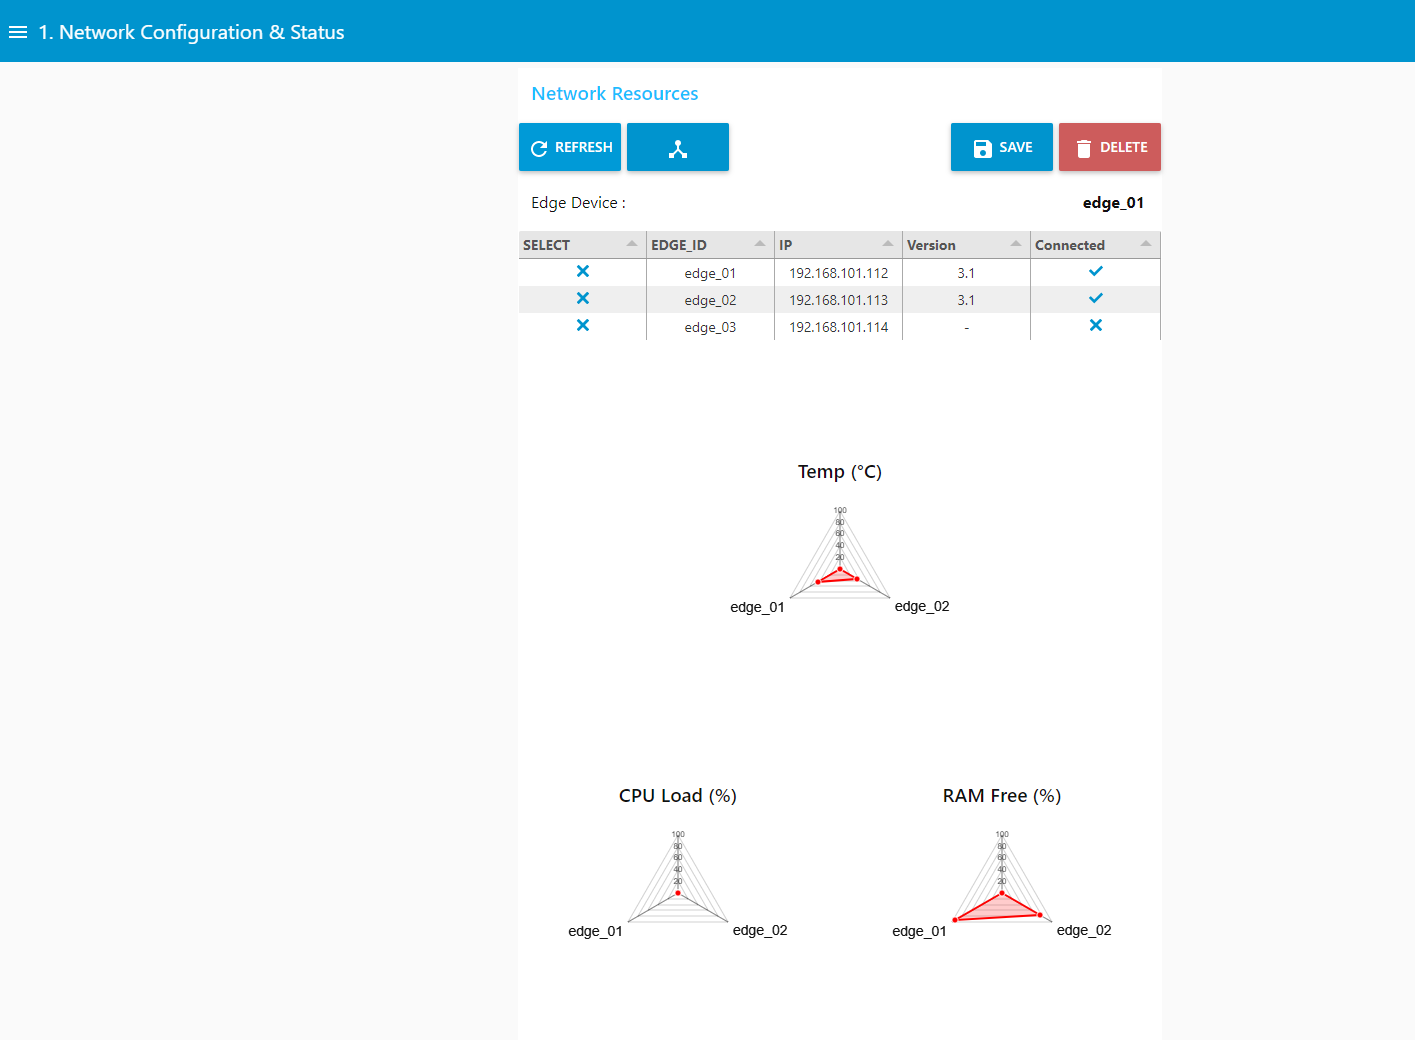 1. Network Configuration & Status
Network Resources
REFRESH
SAVE
DELETE
Edge Device :
edge_01
SELECT EDGE_ID IP Version Connected
edge_01 192.168.101.112 3.1
edge_02 192.168.101.113 3.1
edge_03 192.168.101.114 -
Temp (°C)
100
80
60
40
20
edge_01
edge_02
CPU Load (%)
100
80
60
40
20
edge_01
edge_02
RAM Free (%)
100
80
60
40
20
edge_01
edge_02